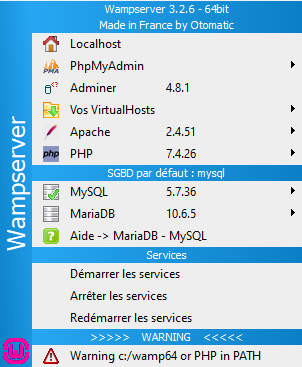 Wampserver 3.2.6 - 64bit
Made in France by Otomatic
Localhost
PhpMyAdmin
Adminer 4.8.1
Vos VirtualHosts
Apache 2.4.51
php PHP 7.4.26
SGBD par défaut : mysql
MySQL 5.7.36
MariaDB 10.6.5
Aide -> MariaDB - MySQL
Services
Démarrer les services
Arrêter les services
Redémarrer les services
>>>>> WARNING <<<<<
Warning c:/wamp64 or PHP in PATH
Wampserver